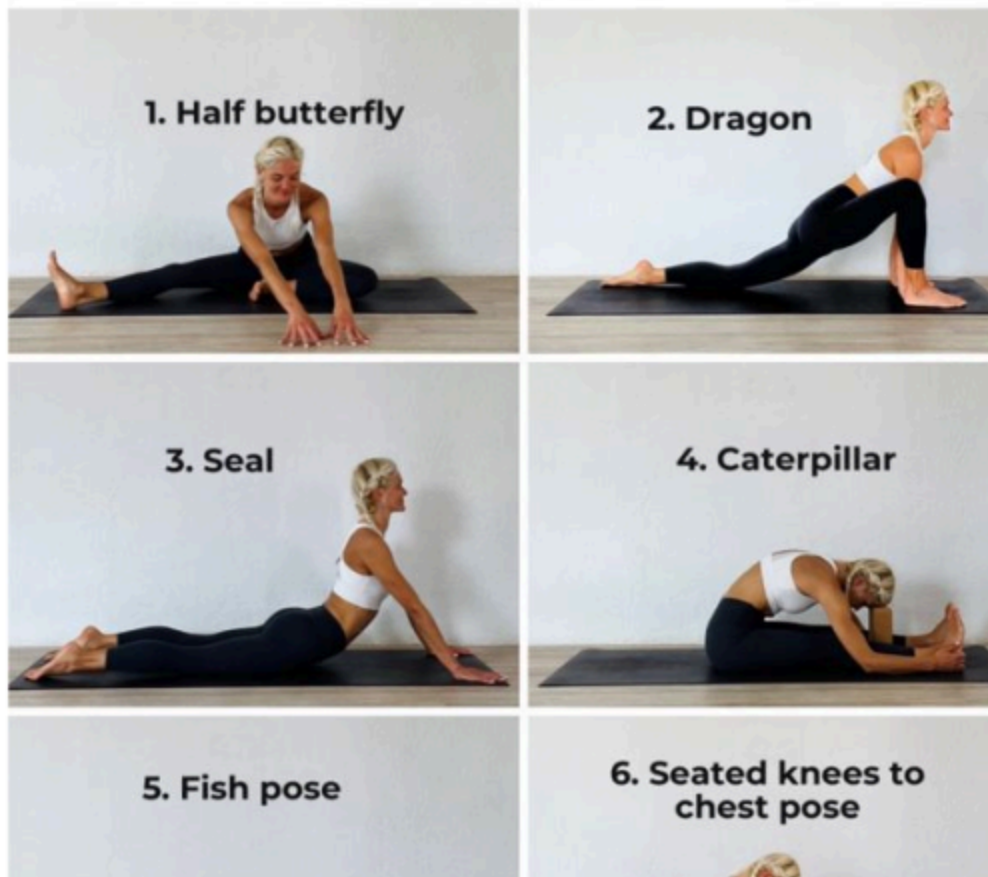 1. Half butterfly
2. Dragon
3. Seal
4. Caterpillar
5. Fish pose
6. Seated knees to
chest pose